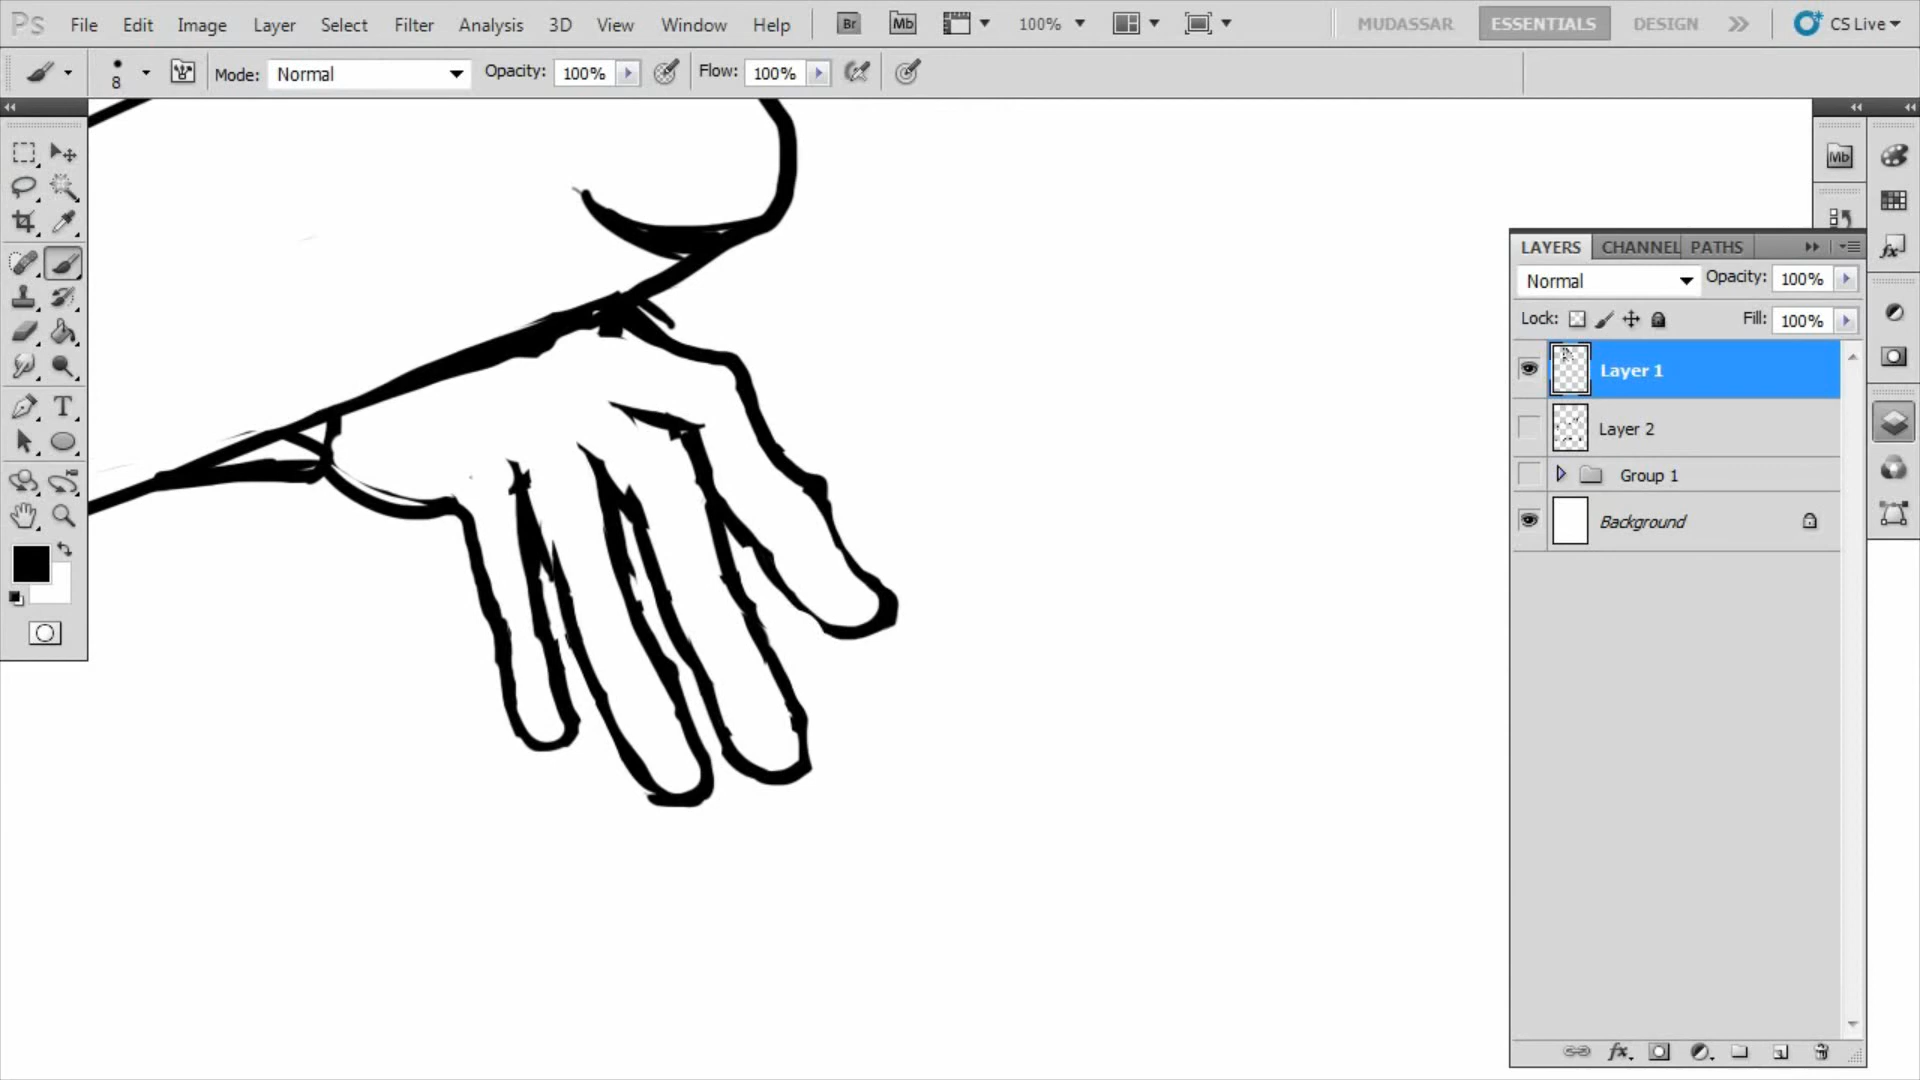 Ps File Edit Image Layer Select Filter Analysis 3D View Window Help Br Mb 100% MUDASSAR ESSENTIALS DESIGN CS Live
8 Mode: Normal Opacity: 100% Flow: 100%
Mb
LAYERS CHANNEL PATHS
Normal Opacity: 100%
Lock: Fill: 100%
Layer 1
Layer 2
Group 1
Background